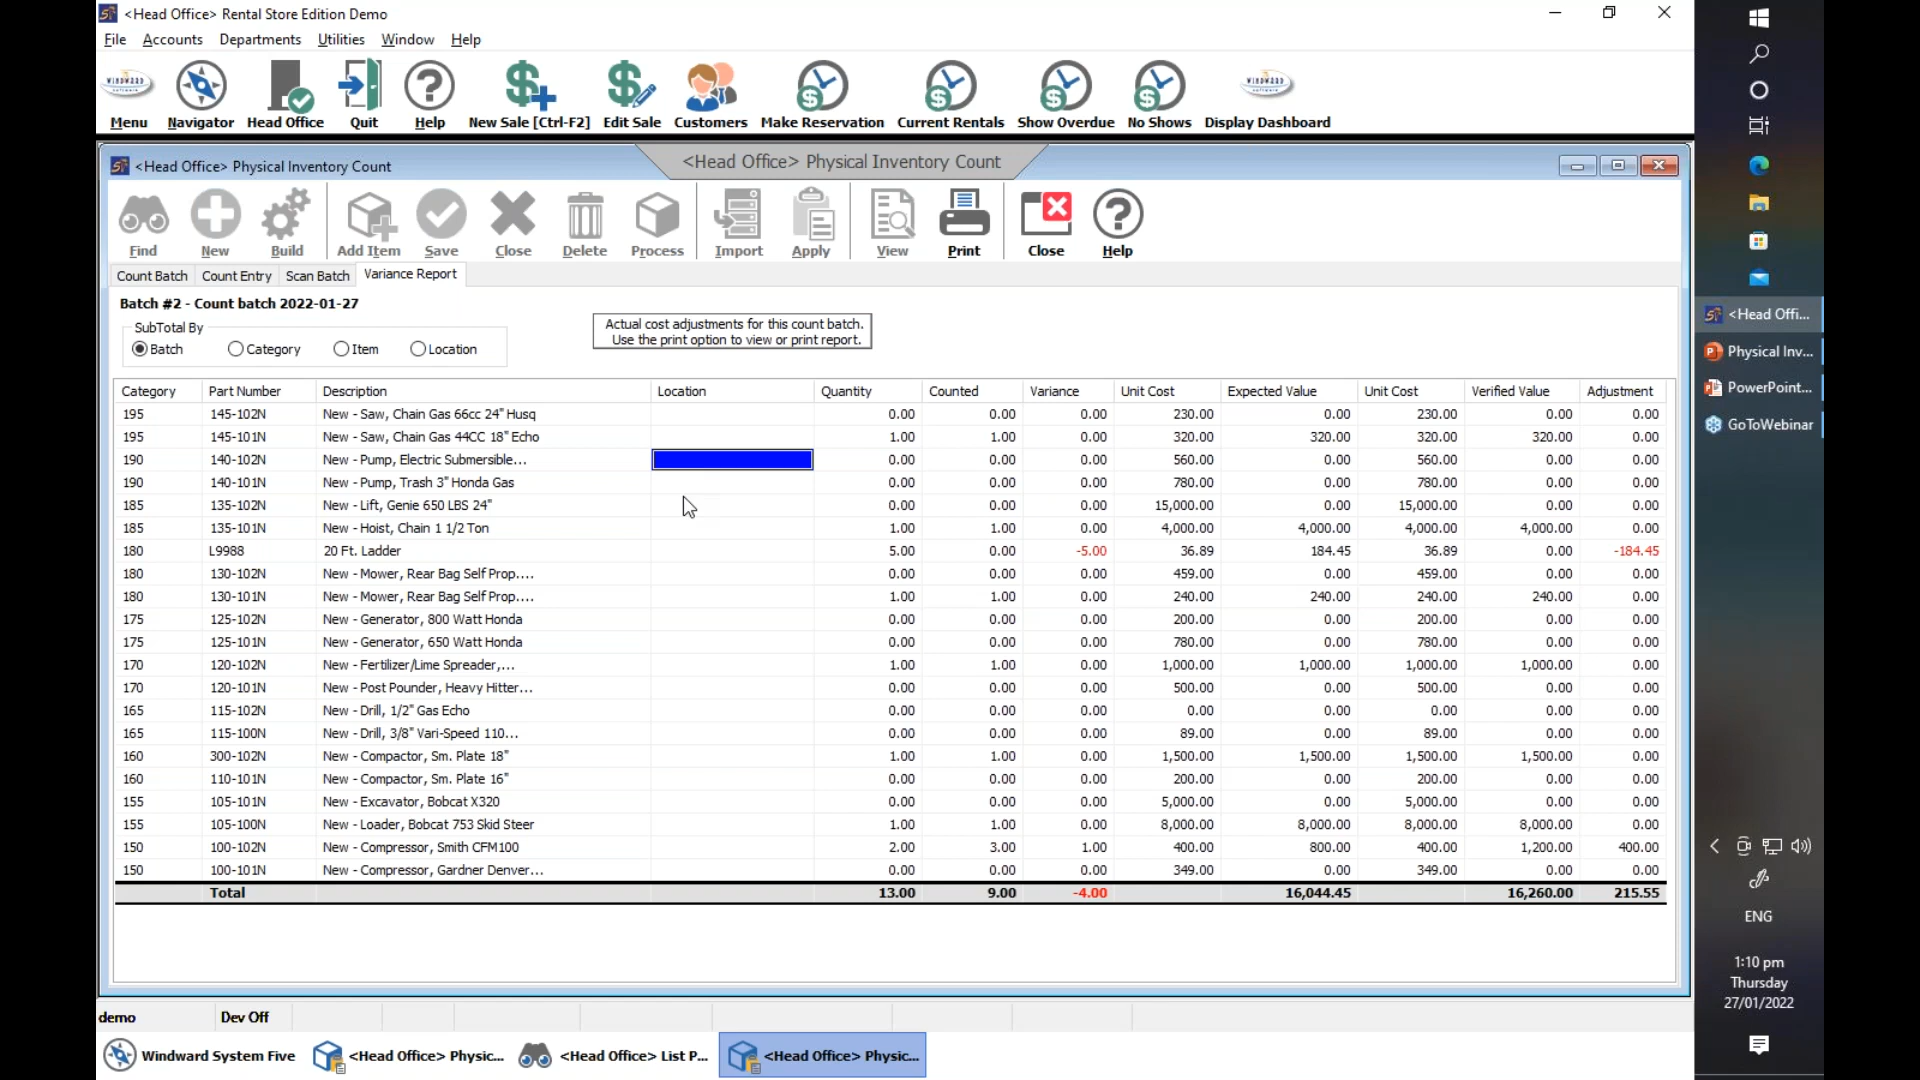 <Head Office> Rental Store Edition Demo
File Accounts Departments Utilities Window Help
Menu Navigator Head Office Quit Help New Sale [Ctrl-F2] Edit Sale Customers Make Reservation Current Rentals Show Overdue No Shows Display Dashboard
<Head Office> Physical Inventory Count
<Head Office> Physical Inventory Count
Find New Build Add Item Save Close Delete Process Import Apply View Print Close Help
Count Batch Count Entry Scan Batch Variance Report
Batch #2 - Count batch 2022-01-27
SubTotal By
Batch Category Item Location
Actual cost adjustments for this count batch.
Use the print option to view or print report.
Category Part Number Description Location Quantity Counted Variance Unit Cost Expected Value Unit Cost Verified Value Adjustment
195 145-102N New - Saw, Chain Gas 66cc 24" Husq 0.00 0.00 0.00 230.00 0.00 230.00 0.00 0.00
195 145-101N New - Saw, Chain Gas 44CC 18" Echo 1.00 1.00 0.00 320.00 320.00 320.00 320.00 0.00
190 140-102N New - Pump, Electric Submersible... 0.00 0.00 0.00 560.00 0.00 560.00 0.00 0.00
190 140-101N New - Pump, Trash 3" Honda Gas 0.00 0.00 0.00 780.00 0.00 780.00 0.00 0.00
185 135-102N New - Lift, Genie 650 LBS 24" 0.00 0.00 0.00 15,000.00 0.00 15,000.00 0.00 0.00
185 135-101N New - Hoist, Chain 1 1/2 Ton 1.00 1.00 0.00 4,000.00 4,000.00 4,000.00 4,000.00 0.00
180 L9988 20 Ft. Ladder 5.00 0.00 -5.00 36.89 184.45 36.89 0.00 -184.45
180 130-102N New - Mower, Rear Bag Self Prop.... 0.00 0.00 0.00 459.00 0.00 459.00 0.00 0.00
180 130-101N New - Mower, Rear Bag Self Prop.... 1.00 1.00 0.00 240.00 240.00 240.00 240.00 0.00
175 125-102N New - Generator, 800 Watt Honda 0.00 0.00 0.00 200.00 0.00 200.00 0.00 0.00
175 125-101N New - Generator, 650 Watt Honda 0.00 0.00 0.00 780.00 0.00 780.00 0.00 0.00
170 120-102N New - Fertilizer/Lime Spreader,... 1.00 1.00 0.00 1,000.00 1,000.00 1,000.00 1,000.00 0.00
170 120-101N New - Post Pounder, Heavy Hitter... 0.00 0.00 0.00 500.00 0.00 500.00 0.00 0.00
165 115-102N New - Drill, 1/2" Gas Echo 0.00 0.00 0.00 0.00 0.00 0.00 0.00 0.00
165 115-100N New - Drill, 3/8" Vari-Speed 110... 0.00 0.00 0.00 89.00 0.00 89.00 0.00 0.00
160 300-102N New - Compactor, Sm. Plate 18" 1.00 1.00 0.00 1,500.00 1,500.00 1,500.00 1,500.00 0.00
160 110-101N New - Compactor, Sm. Plate 16" 0.00 0.00 0.00 200.00 0.00 200.00 0.00 0.00
155 105-101N New - Excavator, Bobcat X320 0.00 0.00 0.00 5,000.00 0.00 5,000.00 0.00 0.00
155 105-100N New - Loader, Bobcat 753 Skid Steer 1.00 1.00 0.00 8,000.00 8,000.00 8,000.00 8,000.00 0.00
150 100-102N New - Compressor, Smith CFM100 2.00 3.00 1.00 400.00 800.00 400.00 1,200.00 400.00
150 100-101N New - Compressor, Gardner Denver... 0.00 0.00 0.00 349.00 0.00 349.00 0.00 0.00
Total 13.00 9.00 -4.00 16,044.45 16,260.00 215.55
demo Dev Off
Windward System Five <Head Office> Physic... <Head Office> List P... <Head Office> Physic...
<Head Offi...
Physical Inv...
PowerPoint...
GoToWebinar
ENG
1:10 pm
Thursday
27/01/2022